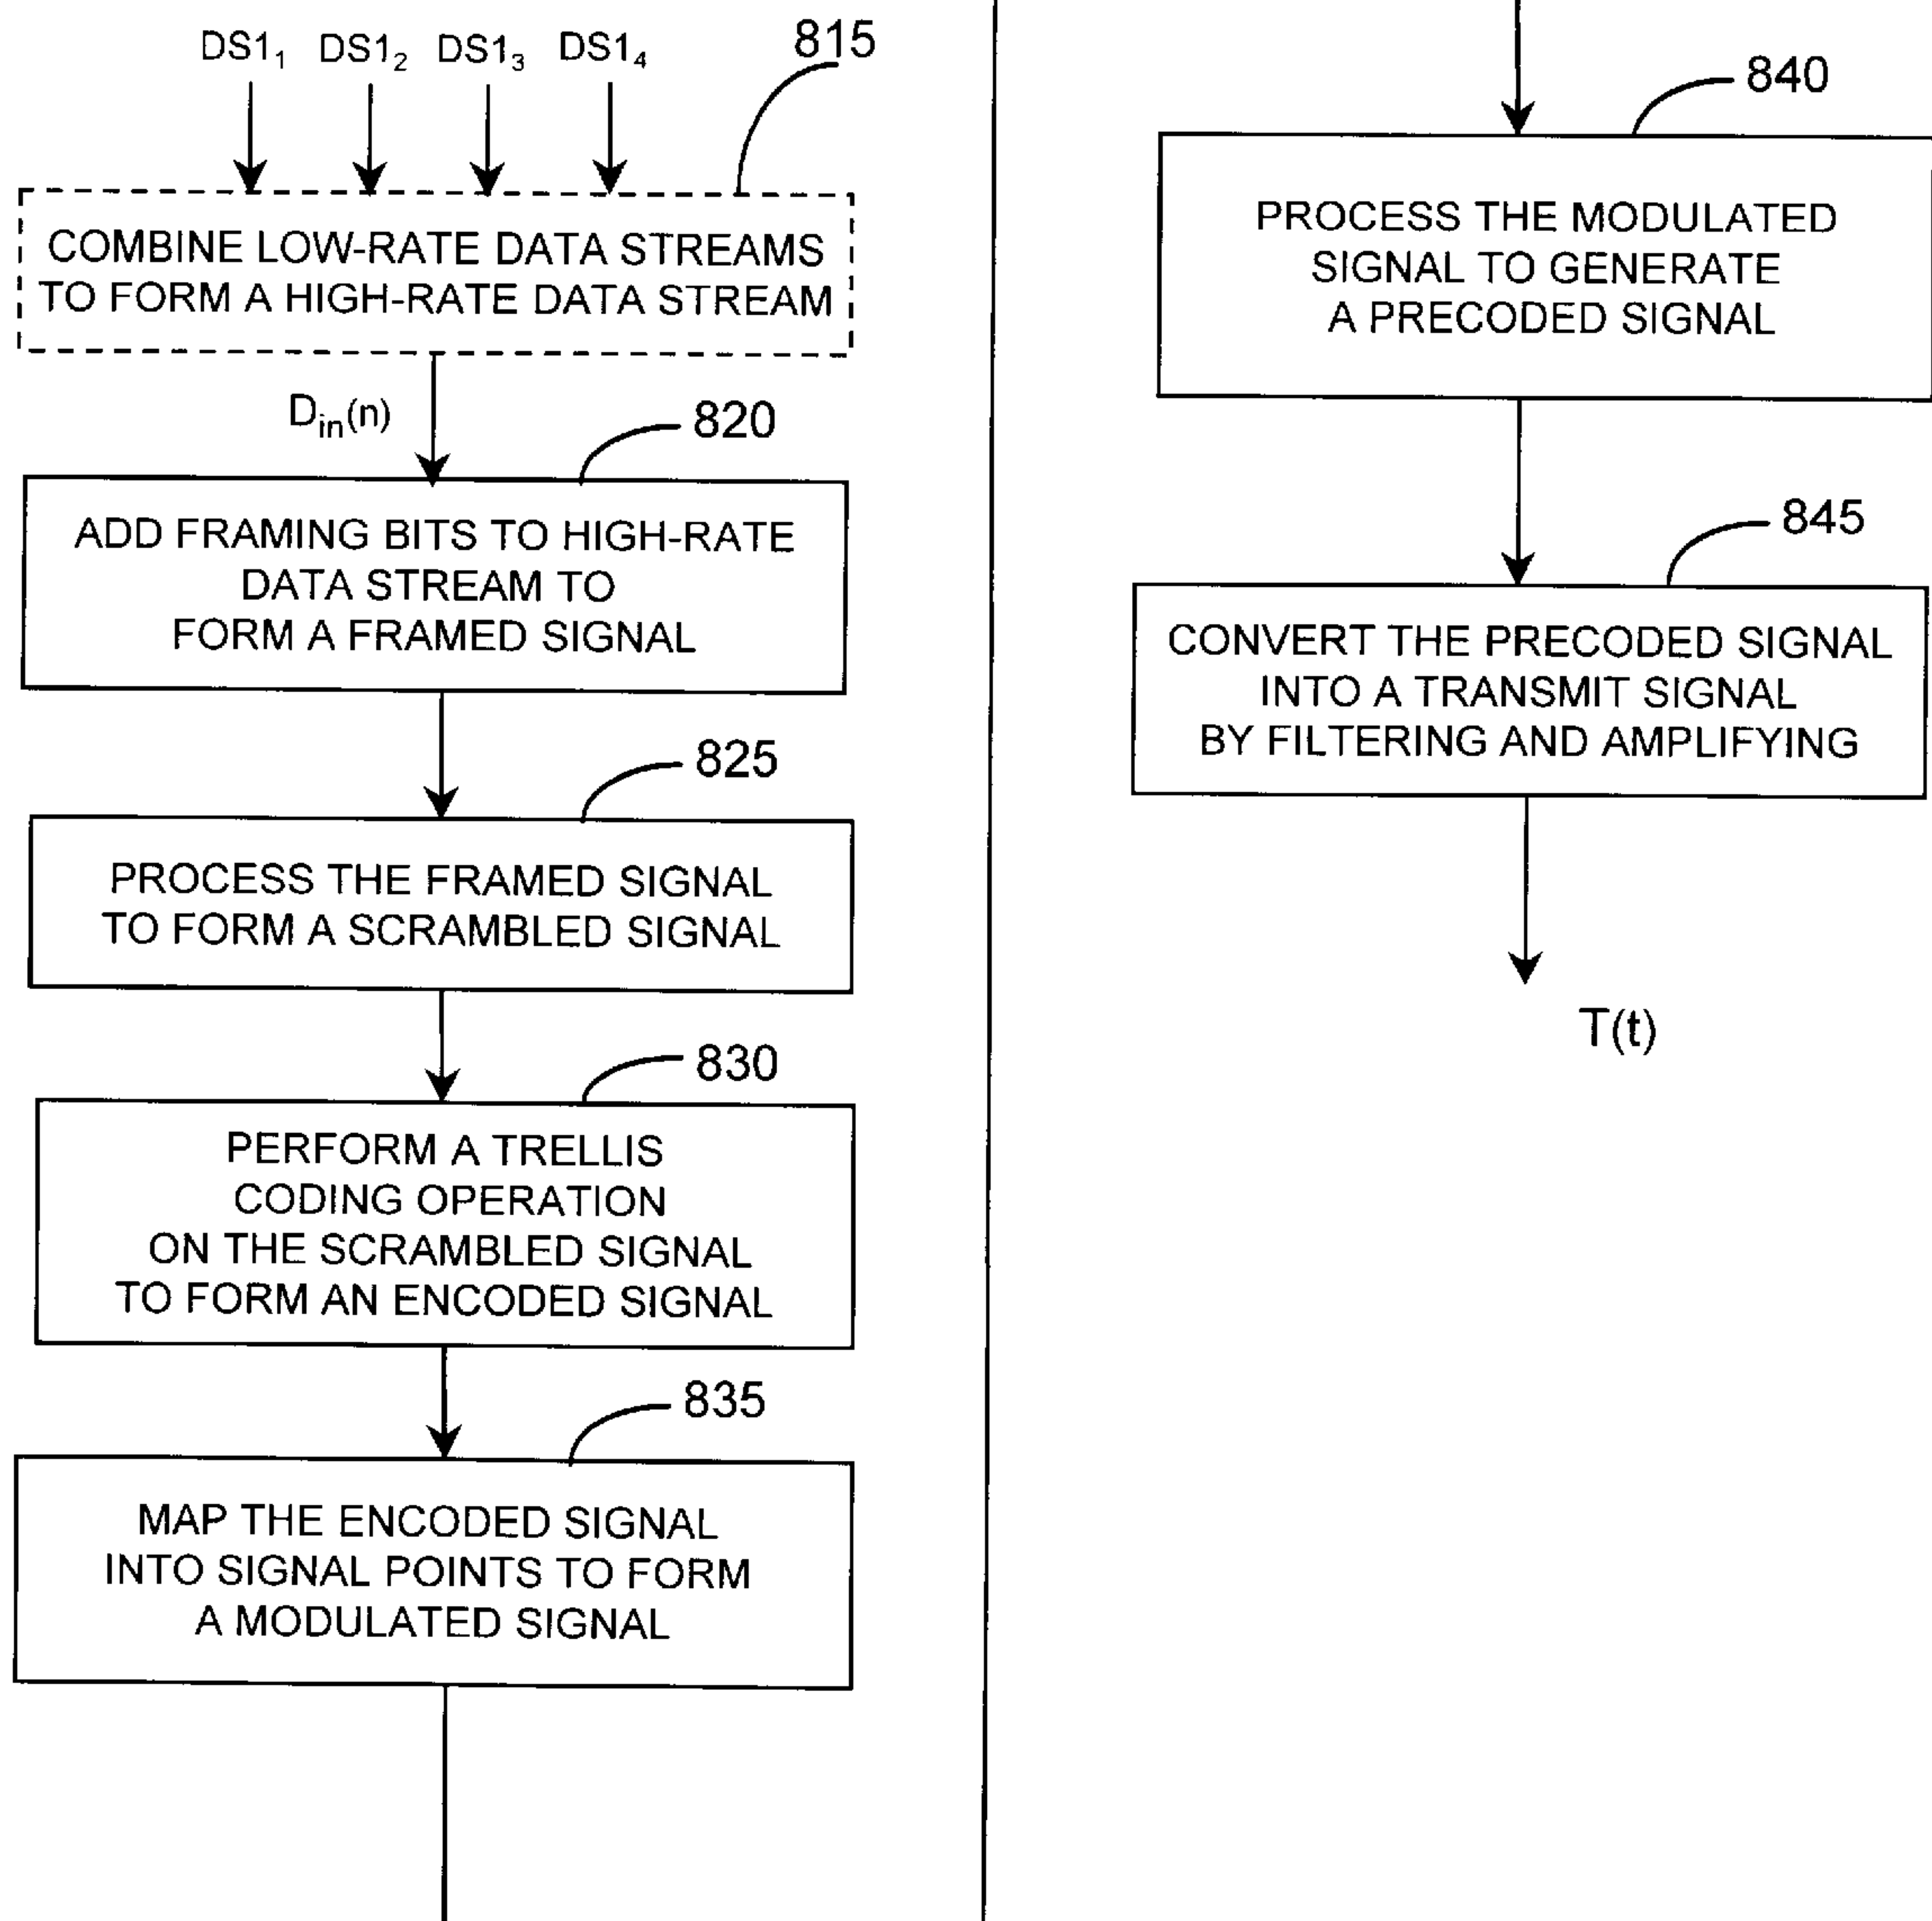 DS1₁ DS1₂ DS1₃ DS1₄ 815
COMBINE LOW-RATE DATA STREAMS
TO FORM A HIGH-RATE DATA STREAM
Dᵢₙ(n)
820
ADD FRAMING BITS TO HIGH-RATE
DATA STREAM TO
FORM A FRAMED SIGNAL
825
PROCESS THE FRAMED SIGNAL
TO FORM A SCRAMBLED SIGNAL
830
PERFORM A TRELLIS
CODING OPERATION
ON THE SCRAMBLED SIGNAL
TO FORM AN ENCODED SIGNAL
835
MAP THE ENCODED SIGNAL
INTO SIGNAL POINTS TO FORM
A MODULATED SIGNAL
840
PROCESS THE MODULATED
SIGNAL TO GENERATE
A PRECODED SIGNAL
845
CONVERT THE PRECODED SIGNAL
INTO A TRANSMIT SIGNAL
BY FILTERING AND AMPLIFYING
T(t)